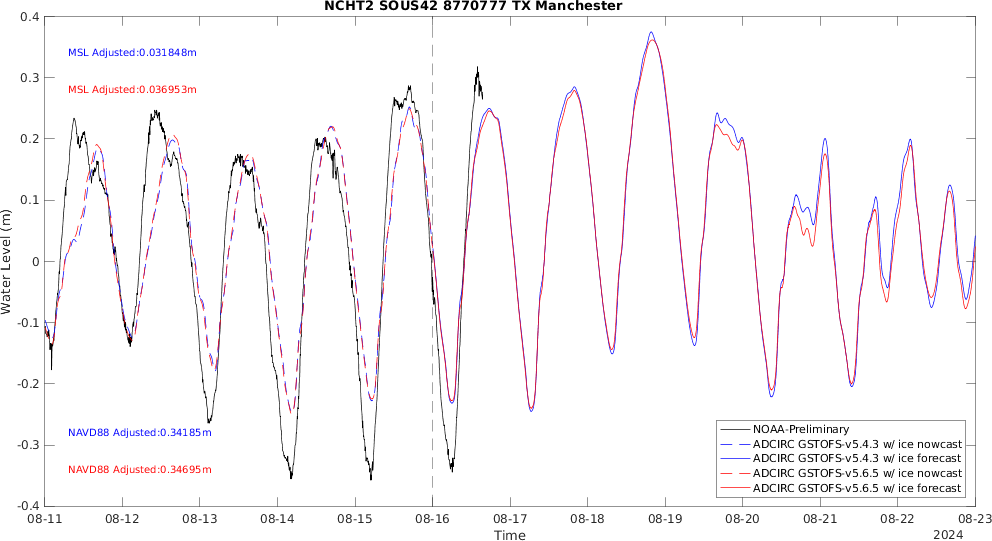 NCHT2 SOUS42 8770777 TX Manchester
0.4
0.3
0.2
0.1
0
-0.1
-0.2
-0.3
-0.4
Water Level (m)
MSL Adjusted:0.031848m
MSL Adjusted:0.036953m
NAVD88 Adjusted:0.34185m
NAVD88 Adjusted:0.34695m
NOAA-Preliminary
ADCIRC GSTOFS-v5.4.3 w/ ice nowcast
ADCIRC GSTOFS-v5.4.3 w/ ice forecast
ADCIRC GSTOFS-v5.6.5 w/ ice nowcast
ADCIRC GSTOFS-v5.6.5 w/ ice forecast
08-11 08-12 08-13 08-14 08-15 08-16 08-17 08-18 08-19 08-20 08-21 08-22 08-23
Time
2024